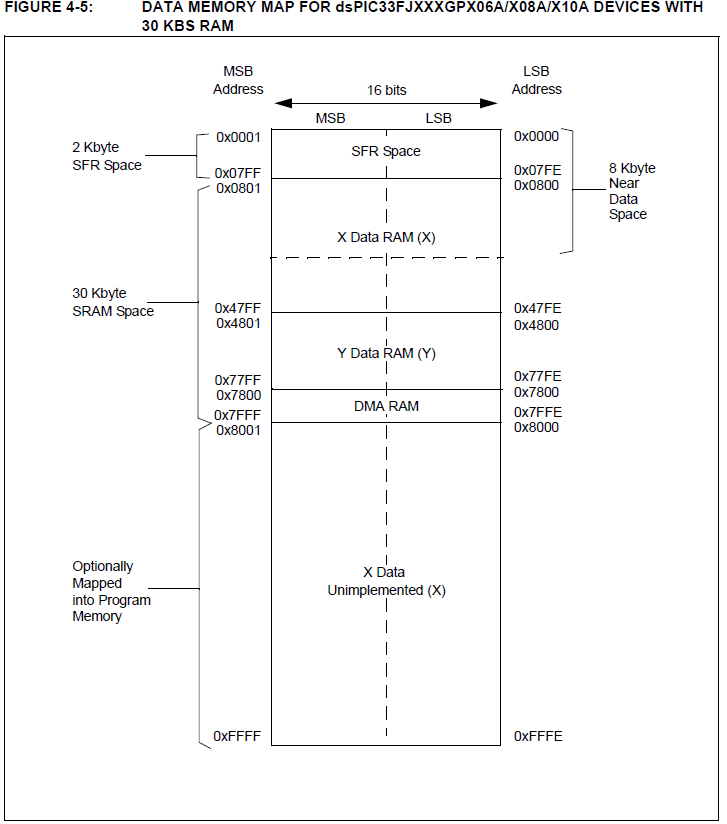 FIGURE 4-5: DATA MEMORY MAP FOR dsPIC33FJXXXGPX06A/X08A/X10A DEVICES WITH
30 KBS RAM
MSB
Address
16 bits
LSB
Address
MSB
LSB
2 Kbyte
SFR Space
0x0001
SFR Space
0x0000
0x07FF
0x0801
0x07FE
0x0800
8 Kbyte
Near
Data
Space
X Data RAM (X)
30 Kbyte
SRAM Space
0x47FF
0x4801
0x47FE
0x4800
Y Data RAM (Y)
0x77FF
0x7800
0x77FE
0x7800
DMA RAM
0x7FFF
0x8001
0x7FFE
0x8000
Optionally
Mapped
into Program
Memory
X Data
Unimplemented (X)
0xFFFF
0xFFFE